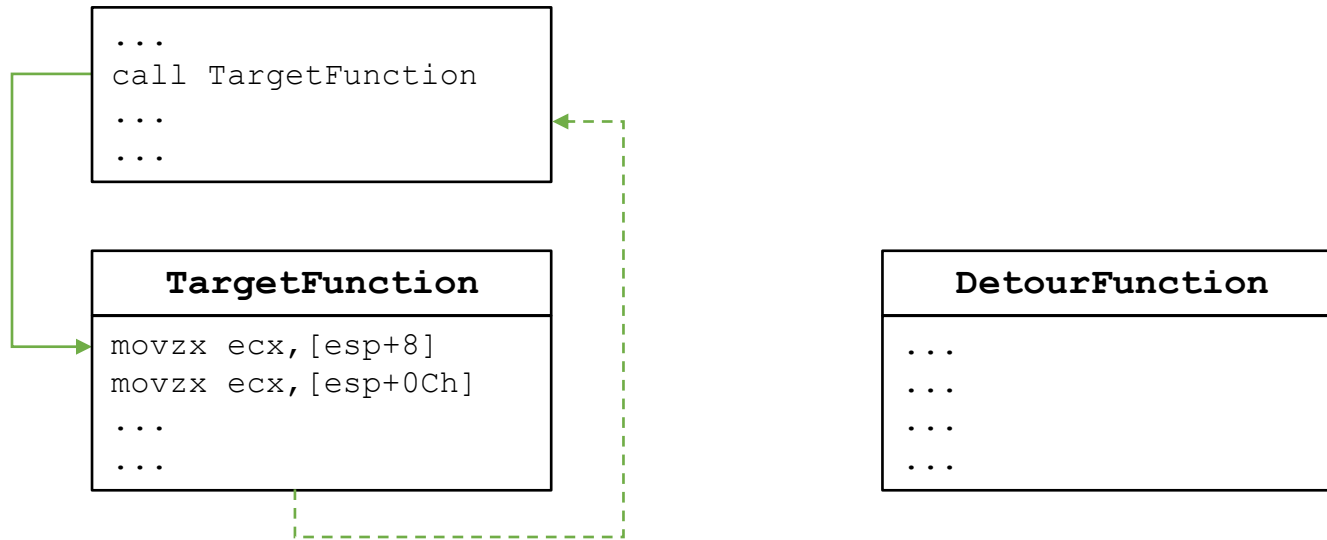 ...
call TargetFunction
...
...
TargetFunction
movzx ecx,[esp+8]
movzx ecx,[esp+0Ch]
...
...
DetourFunction
...
...
...
...